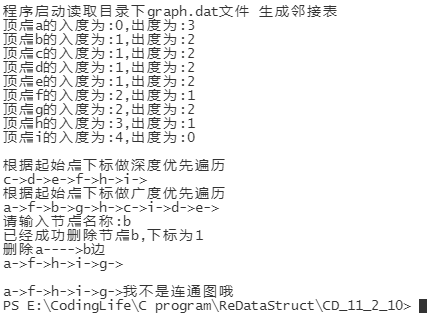 程序启动读取目录下graph.dat文件 生成邻接表
顶点a的入度为:0,出度为:3
顶点b的入度为:1,出度为:2
顶点c的入度为:1,出度为:2
顶点d的入度为:1,出度为:2
顶点e的入度为:1,出度为:2
顶点f的入度为:2,出度为:1
顶点g的入度为:2,出度为:2
顶点h的入度为:3,出度为:1
顶点i的入度为:4,出度为:0
根据起始点下标做深度优先遍历
c->d->e->f->h->i->
根据起始点下标做广度优先遍历
a->f->b->g->h->c->i->d->e->
请输入节点名称:b
已经成功删除节点b,下标为1
删除a---->b边
a->f->h->i->g->
a->f->h->i->g->我不是连通图哦
PS E:\CodingLife\C program\ReDataStruct\CD_11_2_10>